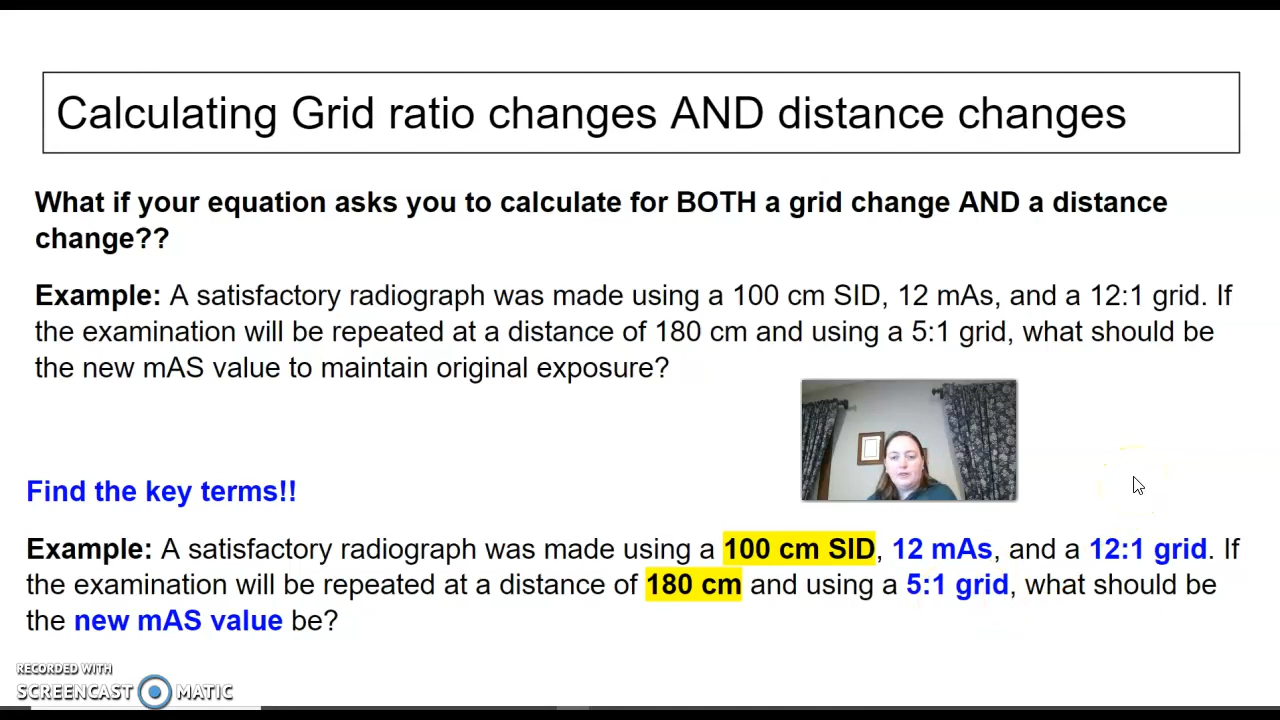 Calculating Grid ratio changes AND distance changes
What if your equation asks you to calculate for BOTH a grid change AND a distance
change??
Example: A satisfactory radiograph was made using a 100 cm SID, 12 mAs, and a 12:1 grid. If
the examination will be repeated at a distance of 180 cm and using a 5:1 grid, what should be
the new mAS value to maintain original exposure?
Find the key terms!!
Example: A satisfactory radiograph was made using a 100 cm SID, 12 mAs, and a 12:1 grid. If
the examination will be repeated at a distance of 180 cm and using a 5:1 grid, what should be
the new mAS value be?
RECORDED WITH
SCREENCAST MATIC